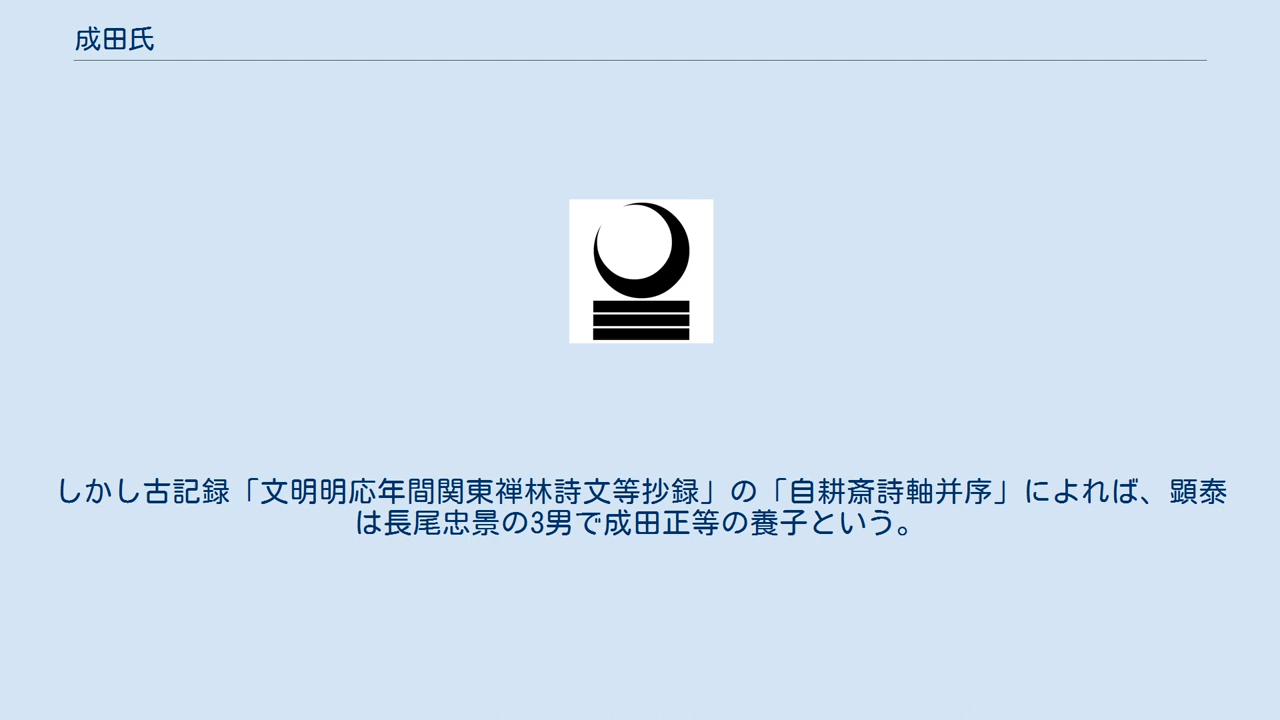 成田氏
しかし古記録「文明明応年間関東禅林詩文等抄録」の「自耕斎詩軸并序」によれば、顕泰
は長尾忠景の3男で成田正等の養子という。